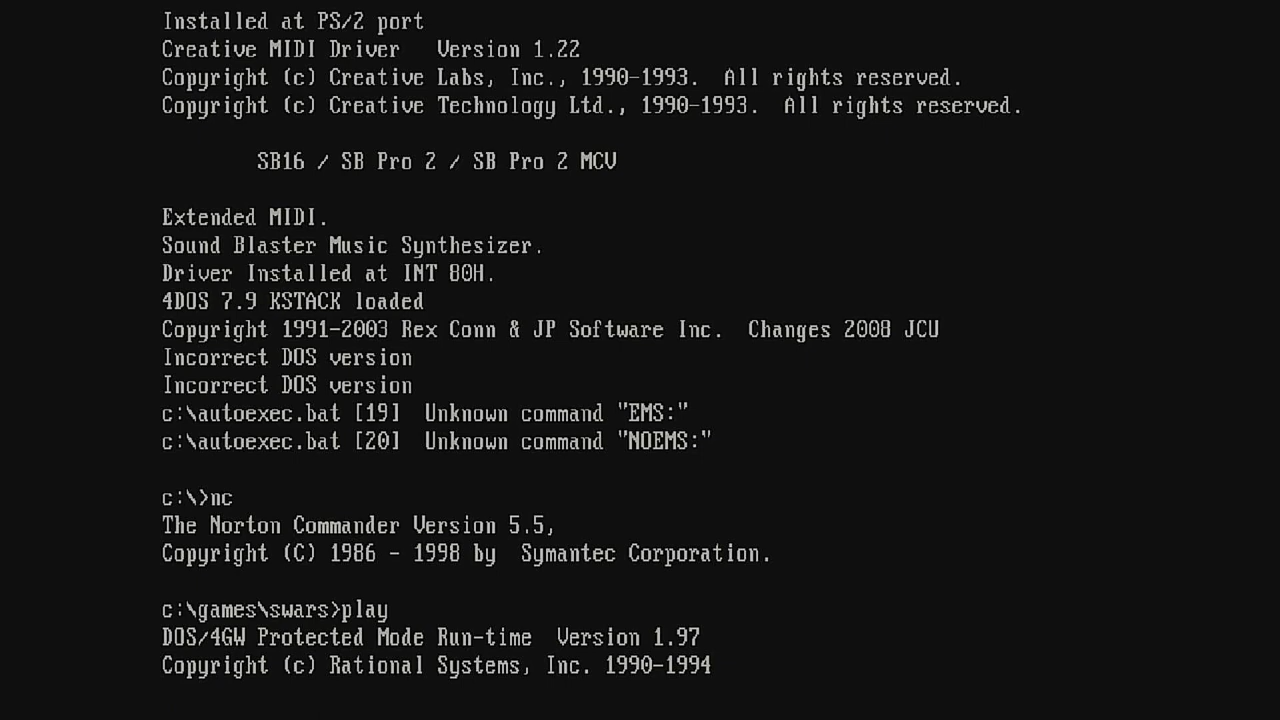 Installed at PS/2 port
Creative MIDI Driver   Version 1.22
Copyright (c) Creative Labs, Inc., 1990-1993.  All rights reserved.
Copyright (c) Creative Technology Ltd., 1990-1993.  All rights reserved.
SB16 / SB Pro 2 / SB Pro 2 MCV
Extended MIDI.
Sound Blaster Music Synthesizer.
Driver Installed at INT 80H.
4DOS 7.9 KSTACK loaded
Copyright 1991-2003 Rex Conn & JP Software Inc.  Changes 2008 JCU
Incorrect DOS version
Incorrect DOS version
c:\autoexec.bat [19]  Unknown command "EMS:"
c:\autoexec.bat [20]  Unknown command "NOEMS:"
c:\>nc
The Norton Commander Version 5.5,
Copyright (C) 1986 - 1998 by  Symantec Corporation.
c:\games\swars>play
DOS/4GW Protected Mode Run-time  Version 1.97
Copyright (c) Rational Systems, Inc. 1990-1994